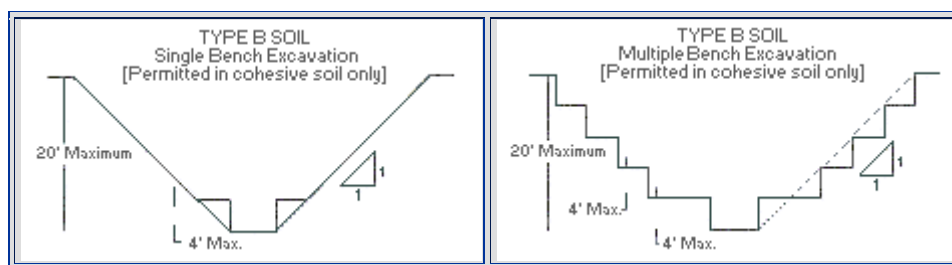 TYPE B SOIL
Single Bench Excavation
[Permitted in cohesive soil only]
20' Maximum
1
1
4' Max.
TYPE B SOIL
Multiple Bench Excavation
[Permitted in cohesive soil only]
20' Maximum
1
1
4' Max.
4' Max.